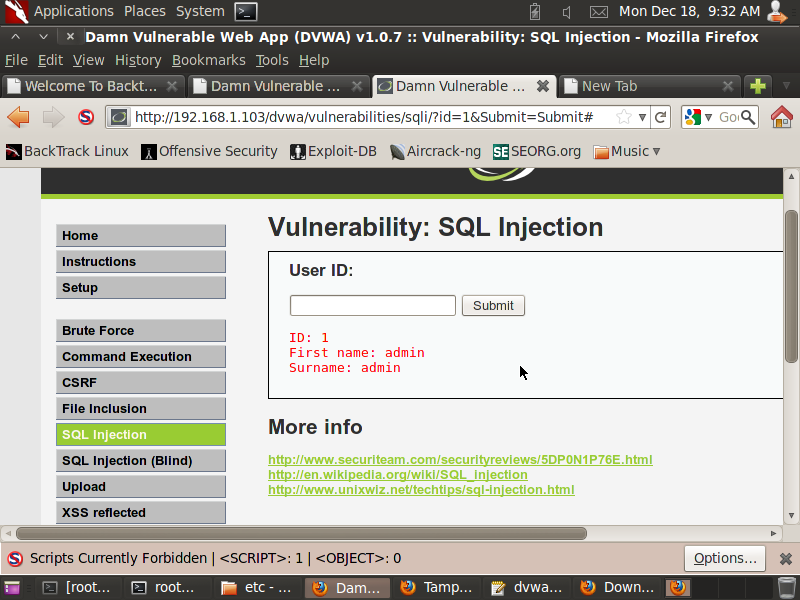 Applications Places System Mon Dec 18, 9:32 AM
Damn Vulnerable Web App (DVWA) v1.0.7 :: Vulnerability: SQL Injection - Mozilla Firefox
File Edit View History Bookmarks Tools Help
Welcome To Backt... Damn Vulnerable ... Damn Vulnerable ... New Tab
http://192.168.1.103/dvwa/vulnerabilities/sqli/?id=1&Submit=Submit# Go
BackTrack Linux Offensive Security Exploit-DB Aircrack-ng SEORG.org Music
Vulnerability: SQL Injection
Home
Instructions
Setup
Brute Force
Command Execution
CSRF
File Inclusion
SQL Injection
SQL Injection (Blind)
Upload
XSS reflected
User ID:
Submit
ID: 1
First name: admin
Surname: admin
More info
http://www.securiteam.com/securityreviews/5DP0N1P76E.html
http://en.wikipedia.org/wiki/SQL_injection
http://www.unixwiz.net/techtips/sql-injection.html
Scripts Currently Forbidden | <SCRIPT>: 1 | <OBJECT>: 0 Options...
[root... root... etc - ... Dam... Tamp... dvwa... Down...